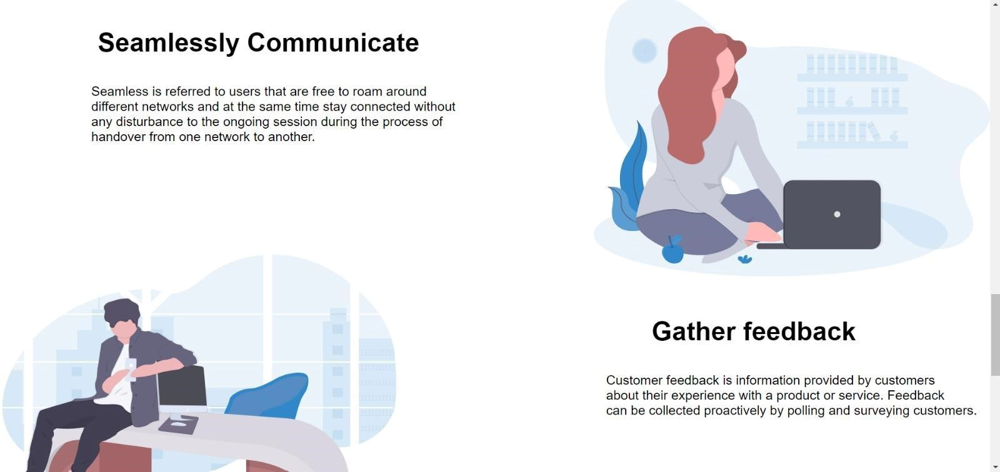 Seamlessly Communicate
Seamless is referred to users that are free to roam around
different networks and at the same time stay connected without
any disturbance to the ongoing session during the process of
handover from one network to another.
Gather feedback
Customer feedback is information provided by customers
about their experience with a product or service. Feedback
can be collected proactively by polling and surveying customers.